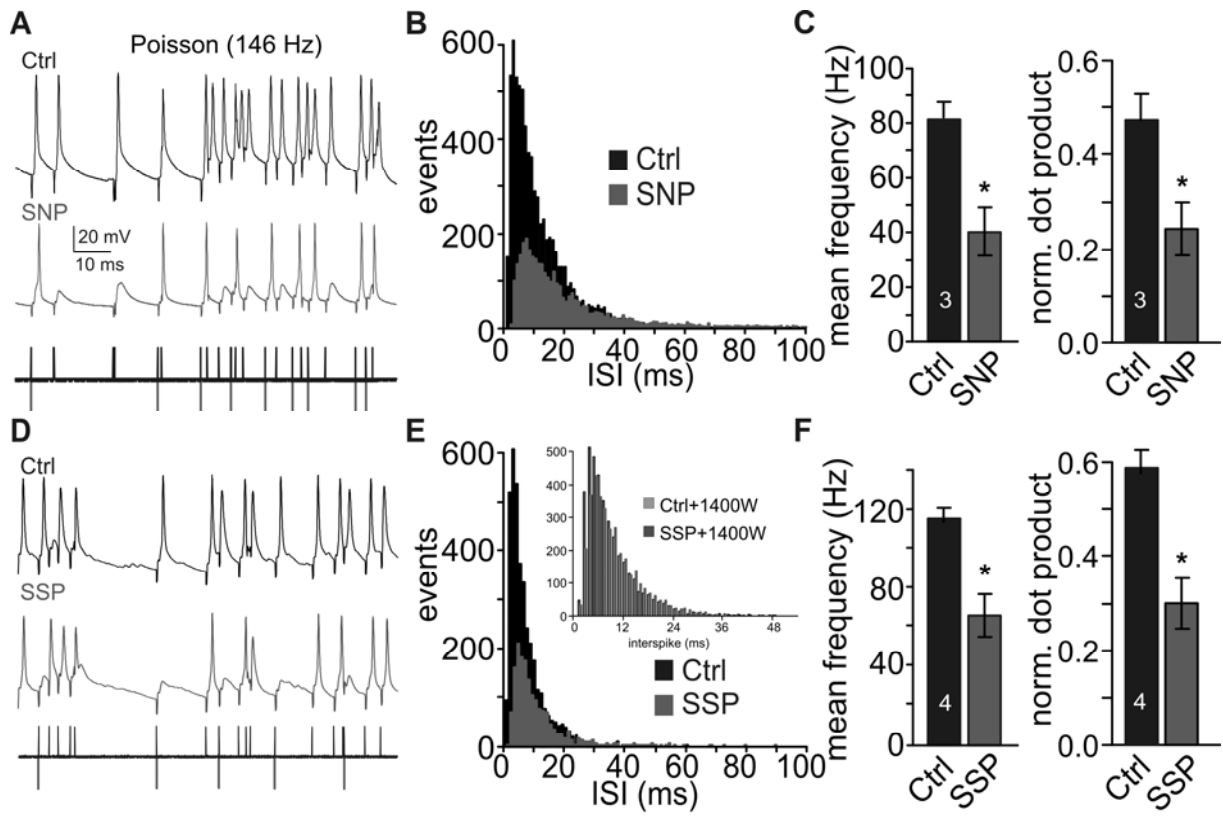 A
Poisson (146 Hz)
Ctrl
SNP
20 mV
10 ms
B
600
400
200
0
events
Ctrl
SNP
0 20 40 60 80 100
ISI (ms)
C
100
80
60
40
20
0
mean frequency (Hz)
*
3
Ctrl
SNP
0.6
0.4
0.2
0.0
norm. dot product
*
3
Ctrl
SNP
D
Ctrl
SSP
E
600
400
200
0
events
500
400
300
200
100
0
Ctrl+1400W
SSP+1400W
0 12 24 36 48
interspike (ms)
Ctrl
SSP
0 20 40 60 80 100
ISI (ms)
F
120
80
40
0
mean frequency (Hz)
*
4
Ctrl
SSP
0.6
0.4
0.2
0.0
norm. dot product
*
4
Ctrl
SSP